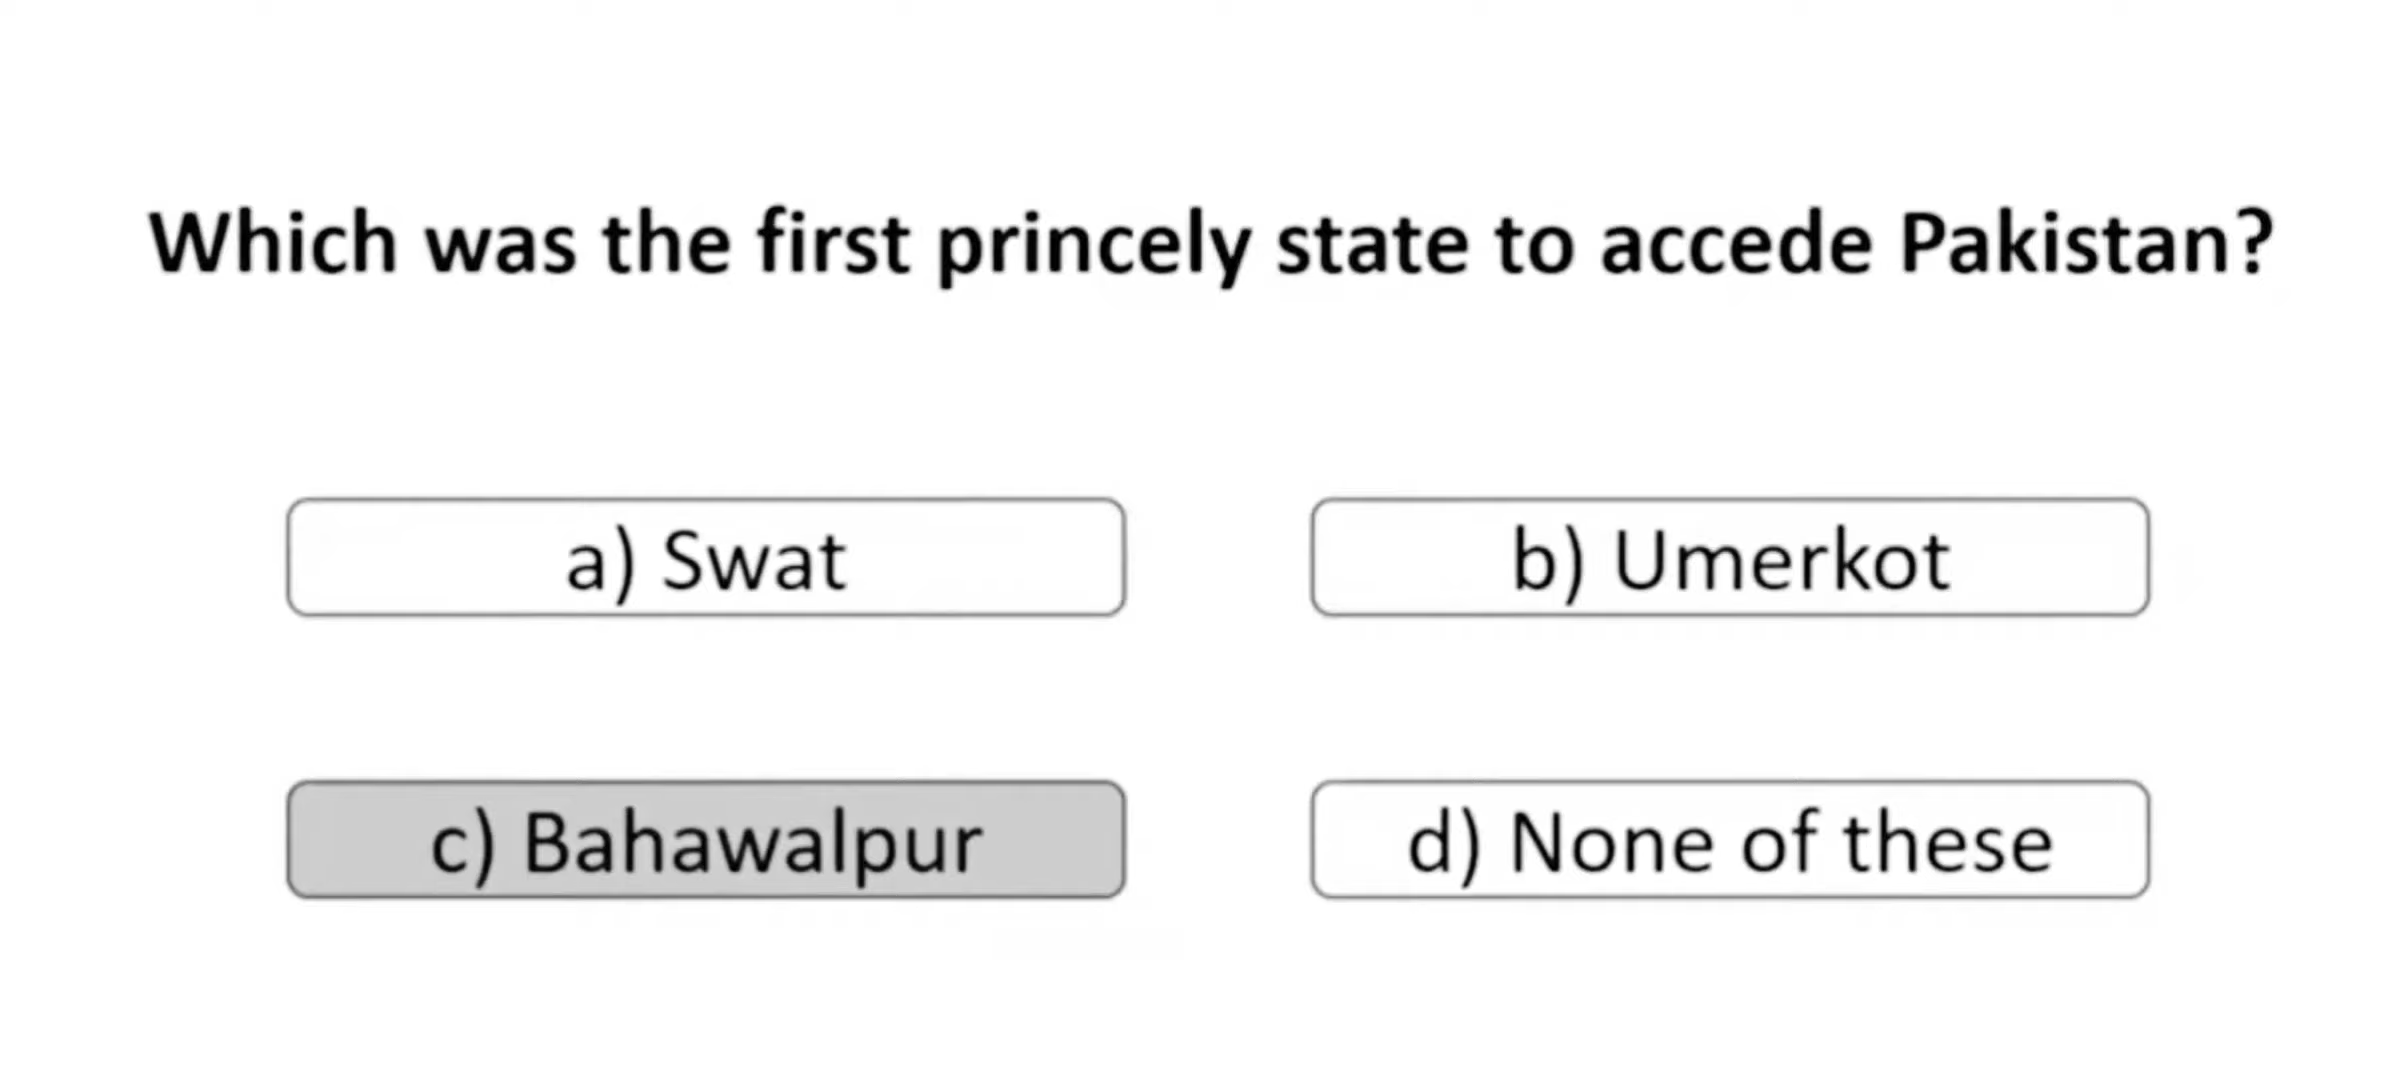 Which was the first princely state to accede Pakistan?
a) Swat
b) Umerkot
c) Bahawalpur
d) None of these